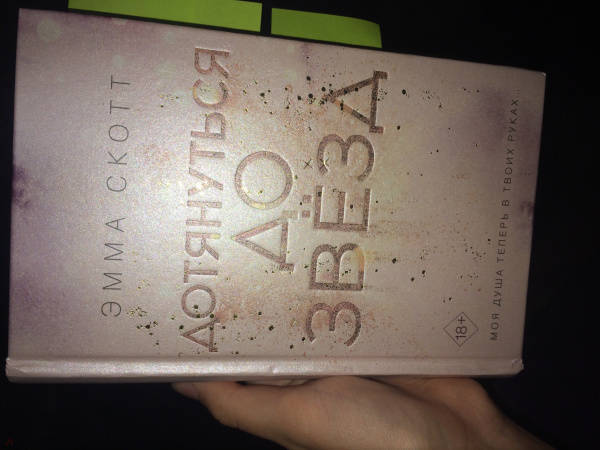 ЭММА СКОТТ
ДОТЯНУТЬСЯ
ДО
ЗВЁЗД
18+
МОЯ ДУША ТЕПЕРЬ В ТВОИХ РУКАХ...